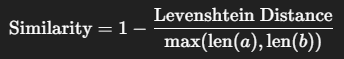 Similarity = 1 − Levenshtein Distance / max(len(a), len(b))